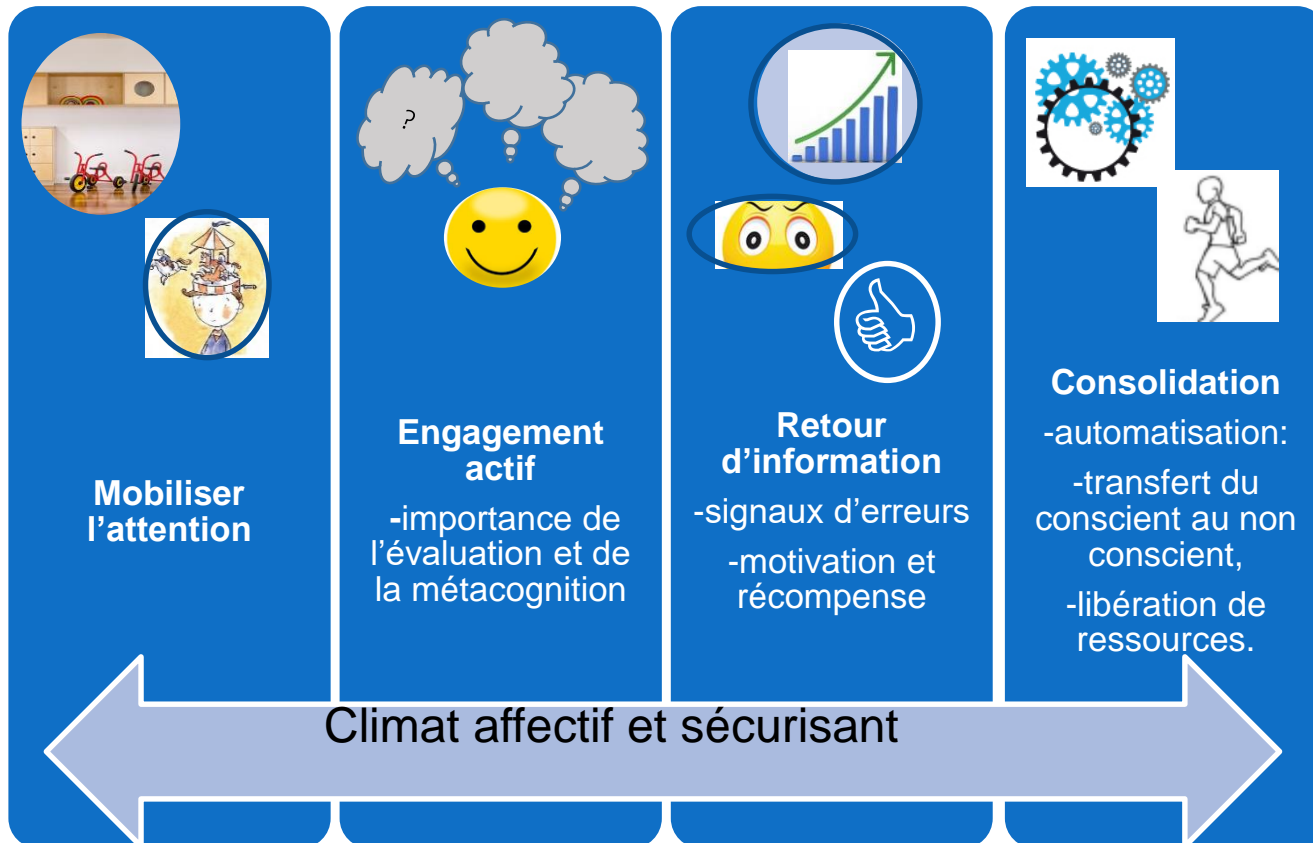 ?
Mobiliser
l’attention
Engagement
actif
-importance de
l’évaluation et de
la métacognition
Retour
d’information
-signaux d’erreurs
-motivation et
récompense
Consolidation
-automatisation:
-transfert du
conscient au non
conscient,
-libération de
ressources.
Climat affectif et sécurisant